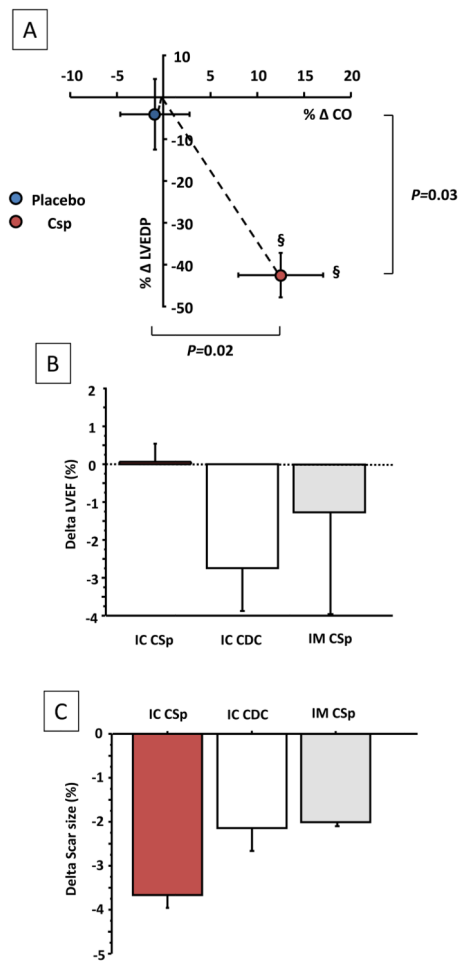 A
10
-10 -5 5 10 15 20
% Δ CO
-10
-20
-30
-40
-50
% Δ LVEDP
Placebo
Csp
§
§
P=0.03
P=0.02
B
2
1
0
-1
-2
-3
-4
Delta LVEF (%)
IC CSp IC CDC IM CSp
C
IC CSp IC CDC IM CSp
0
-1
-2
-3
-4
-5
Delta Scar size (%)